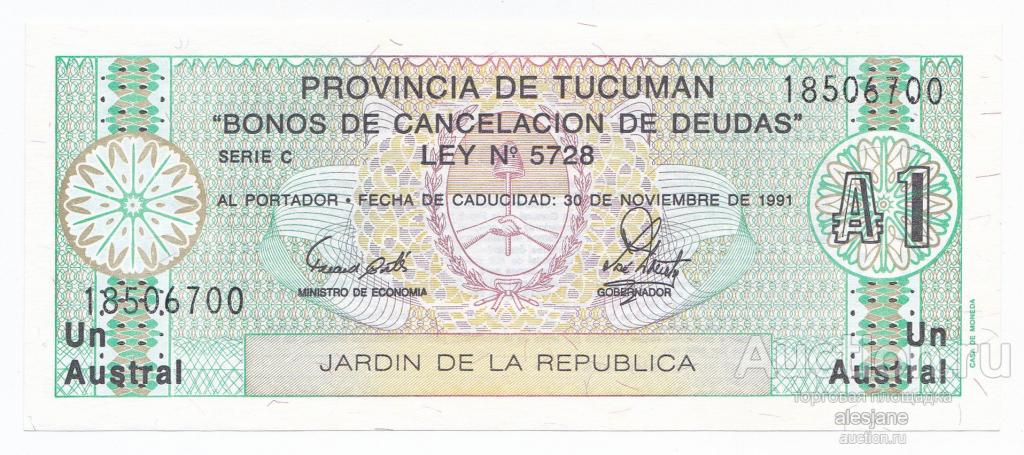 PROVINCIA DE TUCUMAN
18506700
"BONOS DE CANCELACION DE DEUDAS"
SERIE C
LEY Nº 5728
AL PORTADOR • FECHA DE CADUCIDAD: 30 DE NOVIEMBRE DE 1991
₳ 1
MINISTRO DE ECONOMIA
GOBERNADOR
18506700
Un
Austral
JARDIN DE LA REPUBLICA
Un
Austral
CASA DE MONEDA
Auction.ru
торговая площадка
alesjane
auction.ru